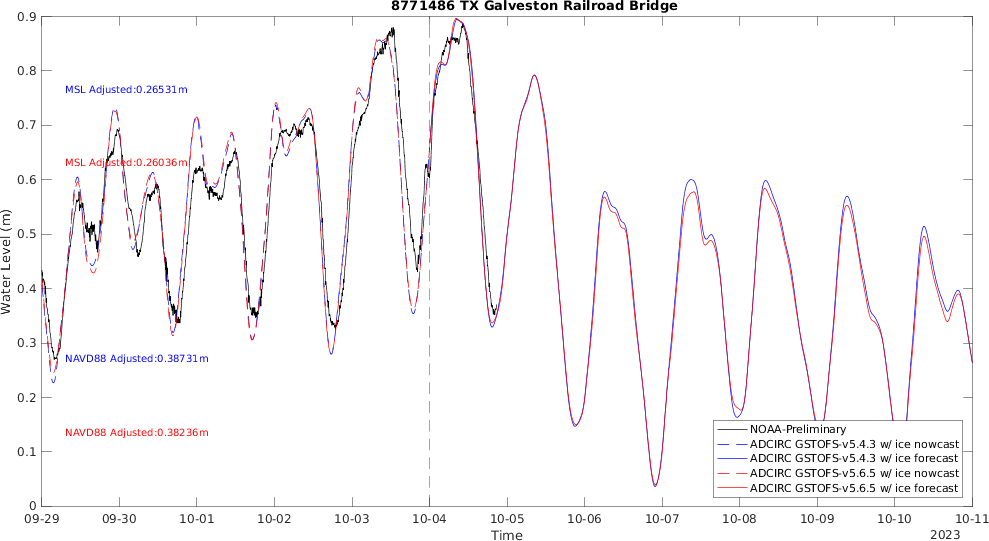 8771486 TX Galveston Railroad Bridge
0.9
0.8
0.7
0.6
0.5
0.4
0.3
0.2
0.1
0
Water Level (m)
MSL Adjusted:0.26531m
MSL Adjusted:0.26036m
NAVD88 Adjusted:0.38731m
NAVD88 Adjusted:0.38236m
NOAA-Preliminary
ADCIRC GSTOFS-v5.4.3 w/ ice nowcast
ADCIRC GSTOFS-v5.4.3 w/ ice forecast
ADCIRC GSTOFS-v5.6.5 w/ ice nowcast
ADCIRC GSTOFS-v5.6.5 w/ ice forecast
09-29 09-30 10-01 10-02 10-03 10-04 10-05 10-06 10-07 10-08 10-09 10-10 10-11
Time
2023